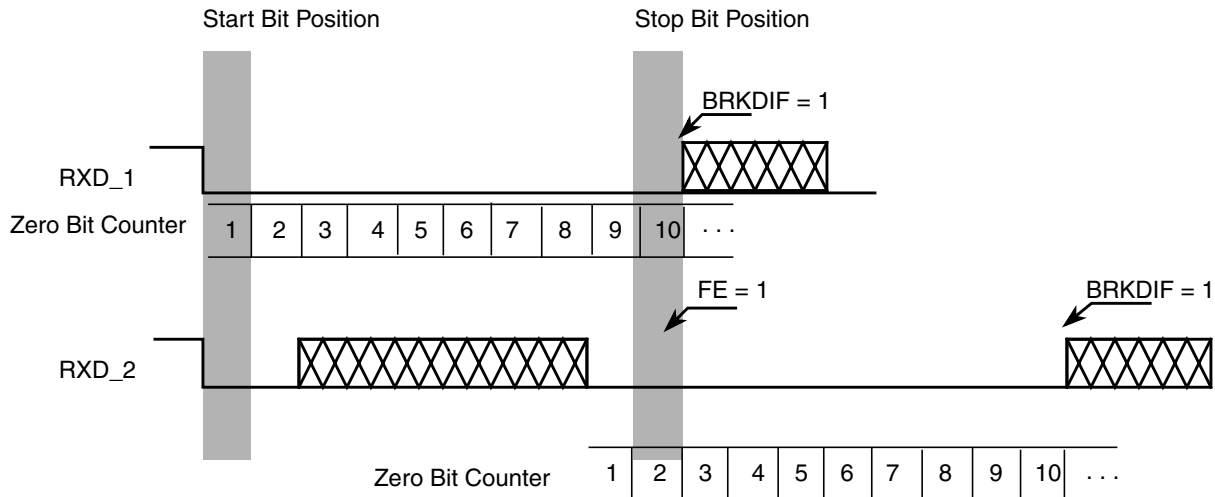 Start Bit Position
Stop Bit Position
BRKDIF = 1
RXD_1
Zero Bit Counter
1 2 3 4 5 6 7 8 9 10 . . .
FE = 1
BRKDIF = 1
RXD_2
Zero Bit Counter
1 2 3 4 5 6 7 8 9 10 . . .